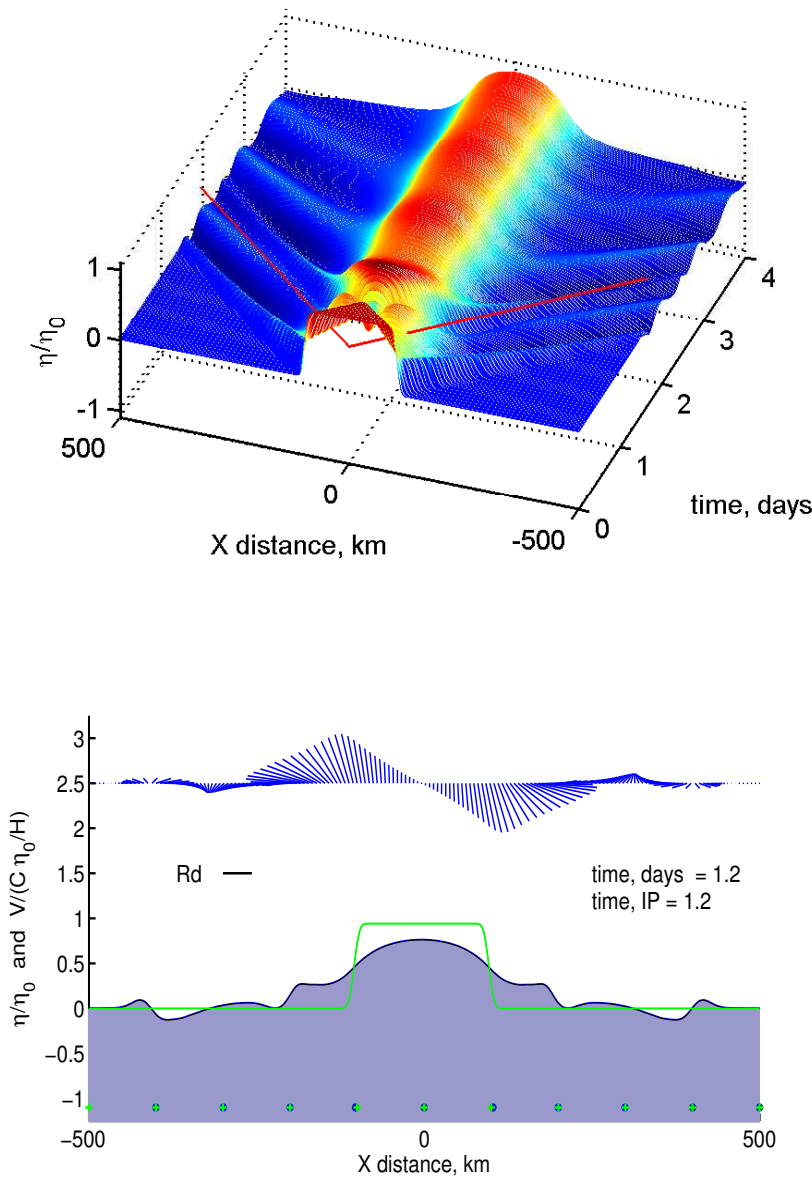 1
0
-1
η/η0
500
0
-500
X distance, km
0
1
2
3
4
time, days
3
2.5
2
1.5
1
0.5
0
−0.5
−1
η/η0 and V/(C η0/H)
Rd
time, days = 1.2
time, IP = 1.2
−500
0
500
X distance, km